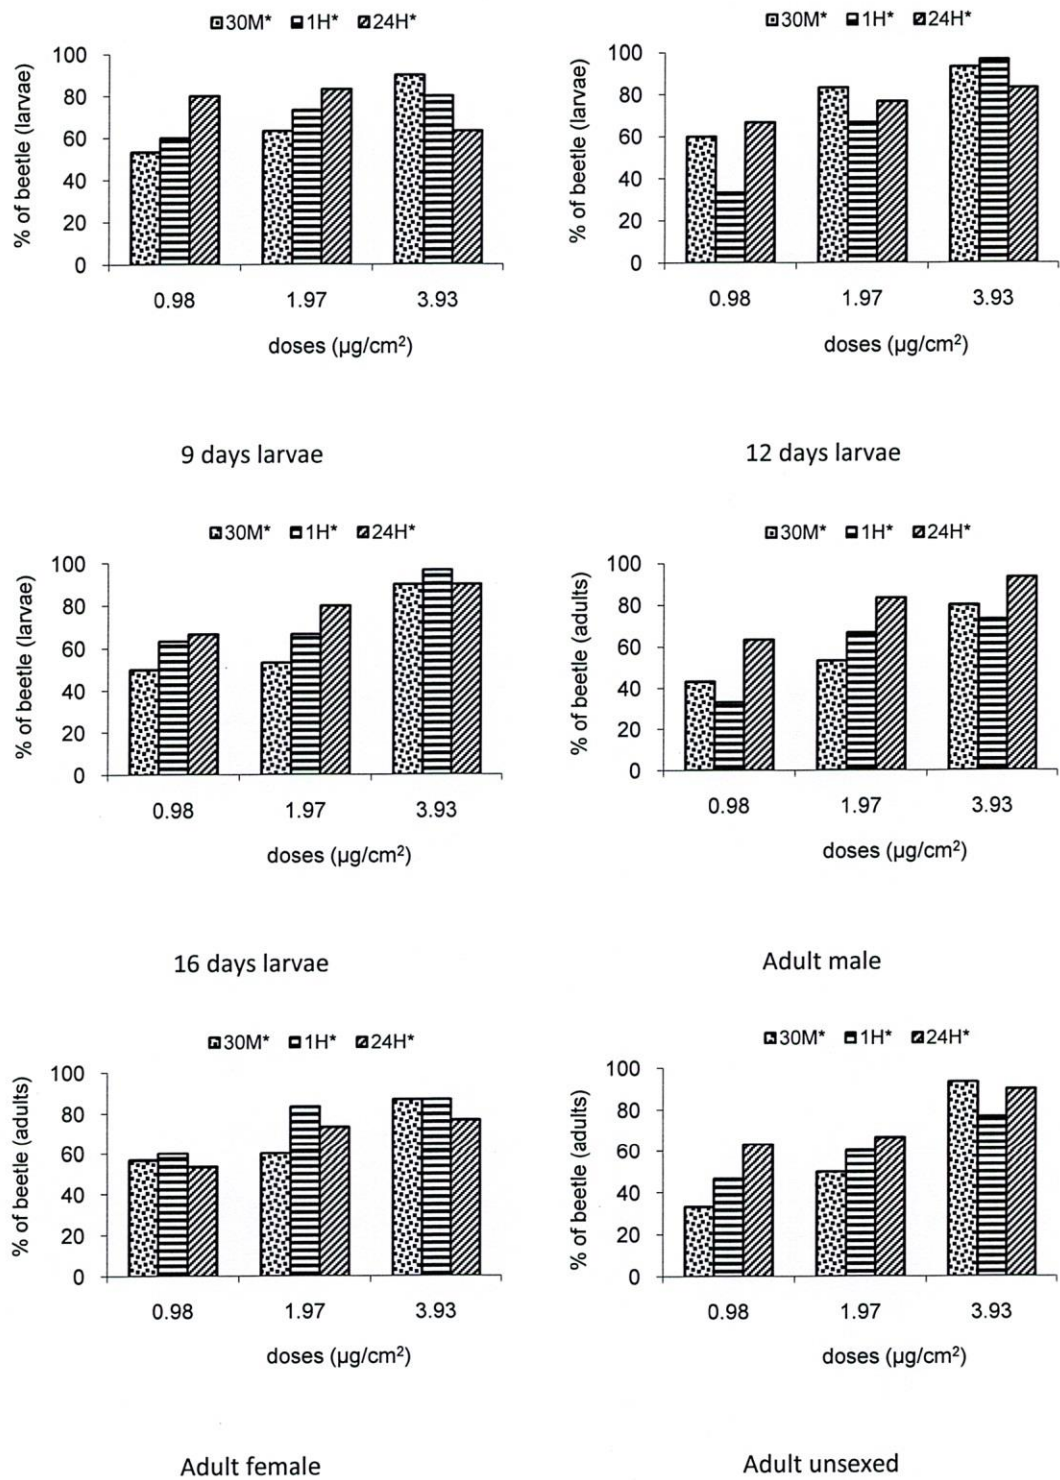 30M* 1H* 24H*
% of beetle (larvae)
100
80
60
40
20
0
0.98 1.97 3.93
doses (µg/cm²)
9 days larvae
30M* 1H* 24H*
% of beetle (larvae)
100
80
60
40
20
0
0.98 1.97 3.93
doses (µg/cm²)
12 days larvae
30M* 1H* 24H*
% of beetle (larvae)
100
80
60
40
20
0
0.98 1.97 3.93
doses (µg/cm²)
16 days larvae
30M* 1H* 24H*
% of beetle (adults)
100
80
60
40
20
0
0.98 1.97 3.93
doses (µg/cm²)
Adult male
30M* 1H* 24H*
% of beetle (adults)
100
80
60
40
20
0
0.98 1.97 3.93
doses (µg/cm²)
Adult female
30M* 1H* 24H*
% of beetle (adults)
100
80
60
40
20
0
0.98 1.97 3.93
doses (µg/cm²)
Adult unsexed